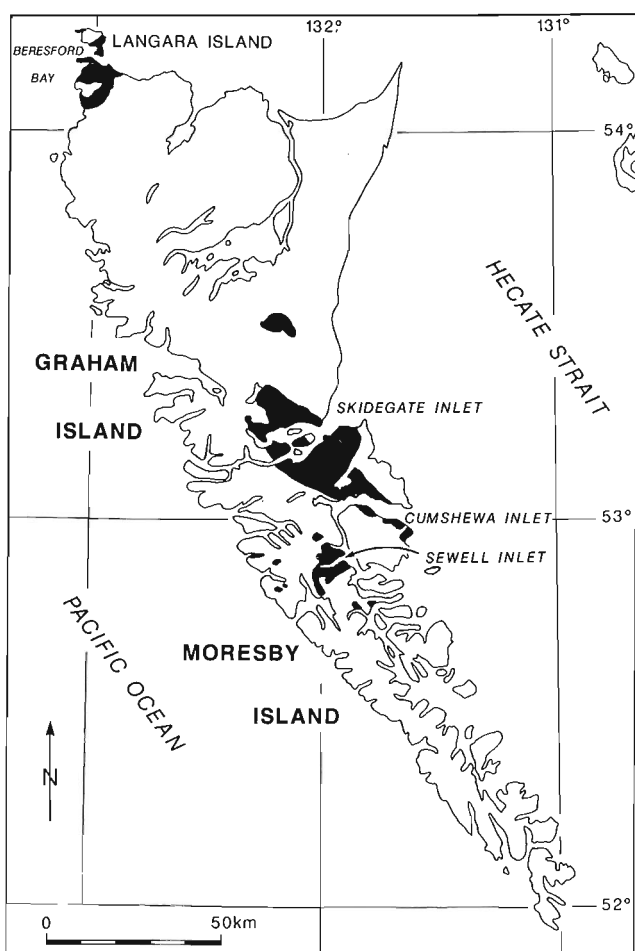 132° 131°
LANGARA ISLAND
BERESFORD
BAY
54°
HECATE STRAIT
GRAHAM
ISLAND
SKIDEGATE INLET
53°
CUMSHEWA INLET
SEWELL INLET
PACIFIC OCEAN
MORESBY
ISLAND
N
52°
0 50km